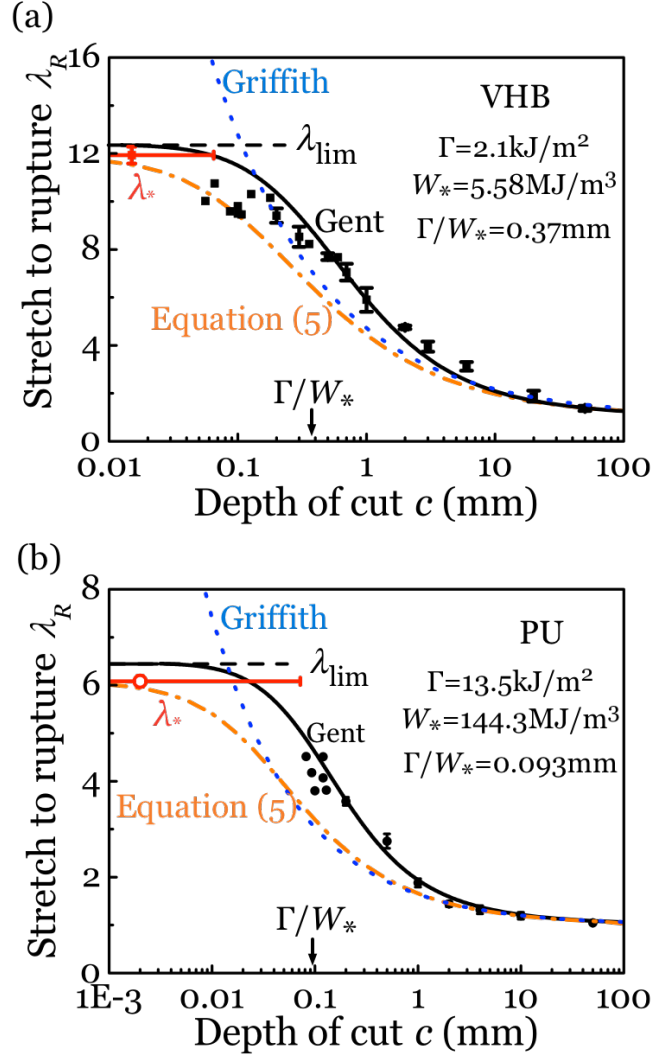 (a)
16
12
8
4
0
0.01
0.1
1
10
100
Stretch to rupture λR
Depth of cut c (mm)
Griffith
VHB
λlim
Γ=2.1kJ/m²
W*=5.58MJ/m³
Γ/W*=0.37mm
λ*
Gent
Equation (5)
Γ/W*
(b)
8
6
4
2
0
1E-3
0.01
0.1
1
10
100
Stretch to rupture λR
Depth of cut c (mm)
Griffith
PU
λlim
Γ=13.5kJ/m²
W*=144.3MJ/m³
Γ/W*=0.093mm
λ*
Gent
Equation (5)
Γ/W*